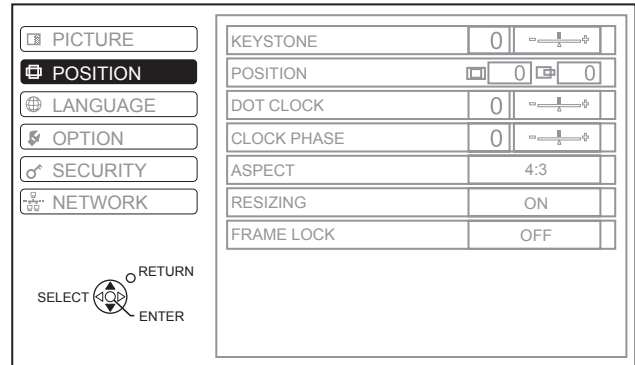 PICTURE
POSITION
LANGUAGE
OPTION
SECURITY
NETWORK
RETURN
SELECT
ENTER
KEYSTONE 0
POSITION 0 0
DOT CLOCK 0
CLOCK PHASE 0
ASPECT 4:3
RESIZING ON
FRAME LOCK OFF